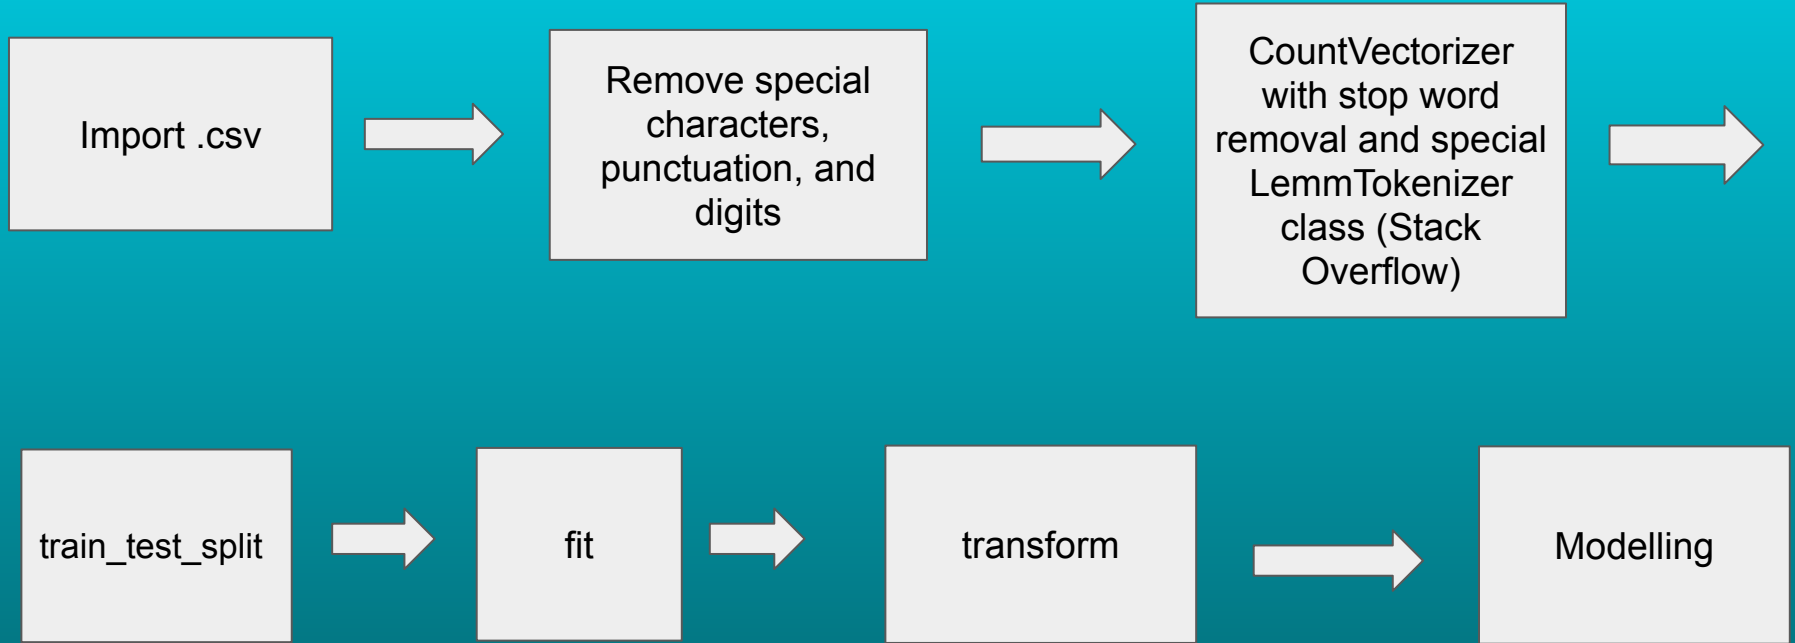 Import .csv
Remove special
characters,
punctuation, and
digits
CountVectorizer
with stop word
removal and special
LemmTokenizer
class (Stack
Overflow)
train_test_split
fit
transform
Modelling